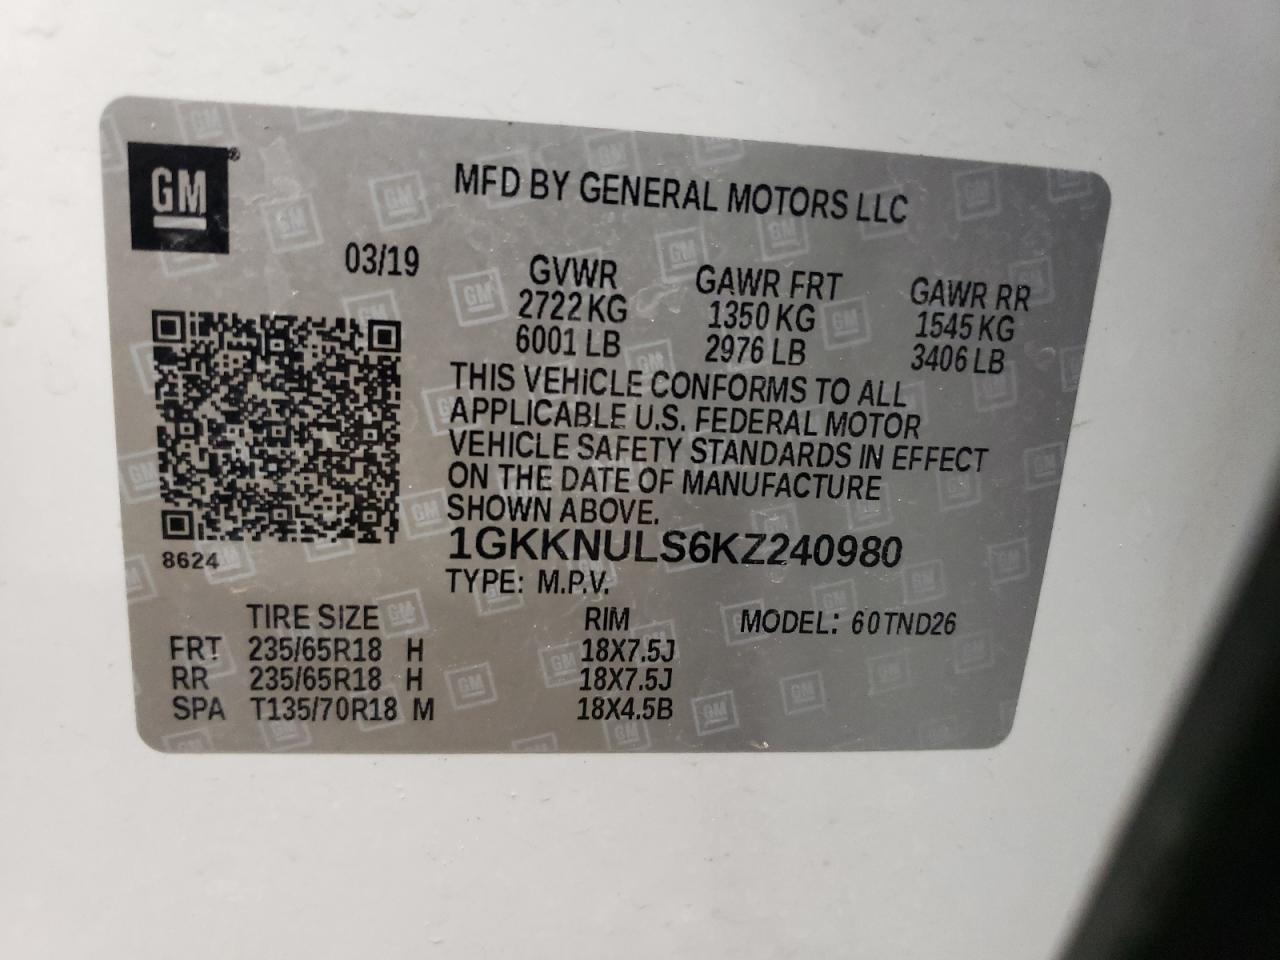 GM
MFD BY GENERAL MOTORS LLC
03/19
GVWR GAWR FRT GAWR RR
2722 KG 1350 KG 1545 KG
6001 LB 2976 LB 3406 LB
THIS VEHICLE CONFORMS TO ALL
APPLICABLE U.S. FEDERAL MOTOR
VEHICLE SAFETY STANDARDS IN EFFECT
ON THE DATE OF MANUFACTURE
SHOWN ABOVE.
8624
1GKKNULS6KZ240980
TYPE: M.P.V.
TIRE SIZE RIM MODEL: 60TND26
FRT 235/65R18 H 18X7.5J
RR 235/65R18 H 18X7.5J
SPA T135/70R18 M 18X4.5B